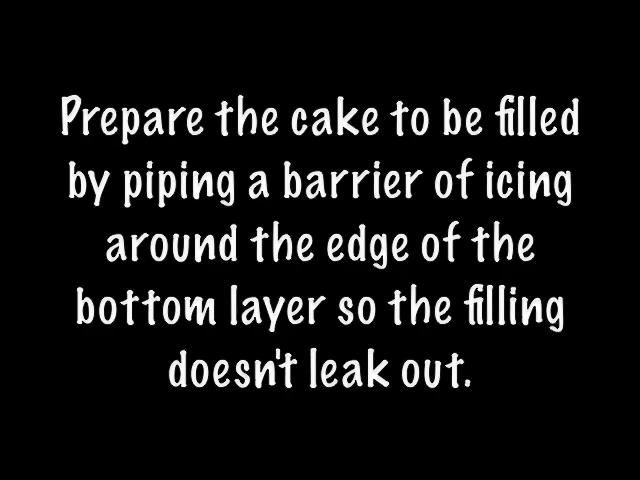 Prepare the cake to be filled
by piping a barrier of icing
around the edge of the
bottom layer so the filling
doesn't leak out.